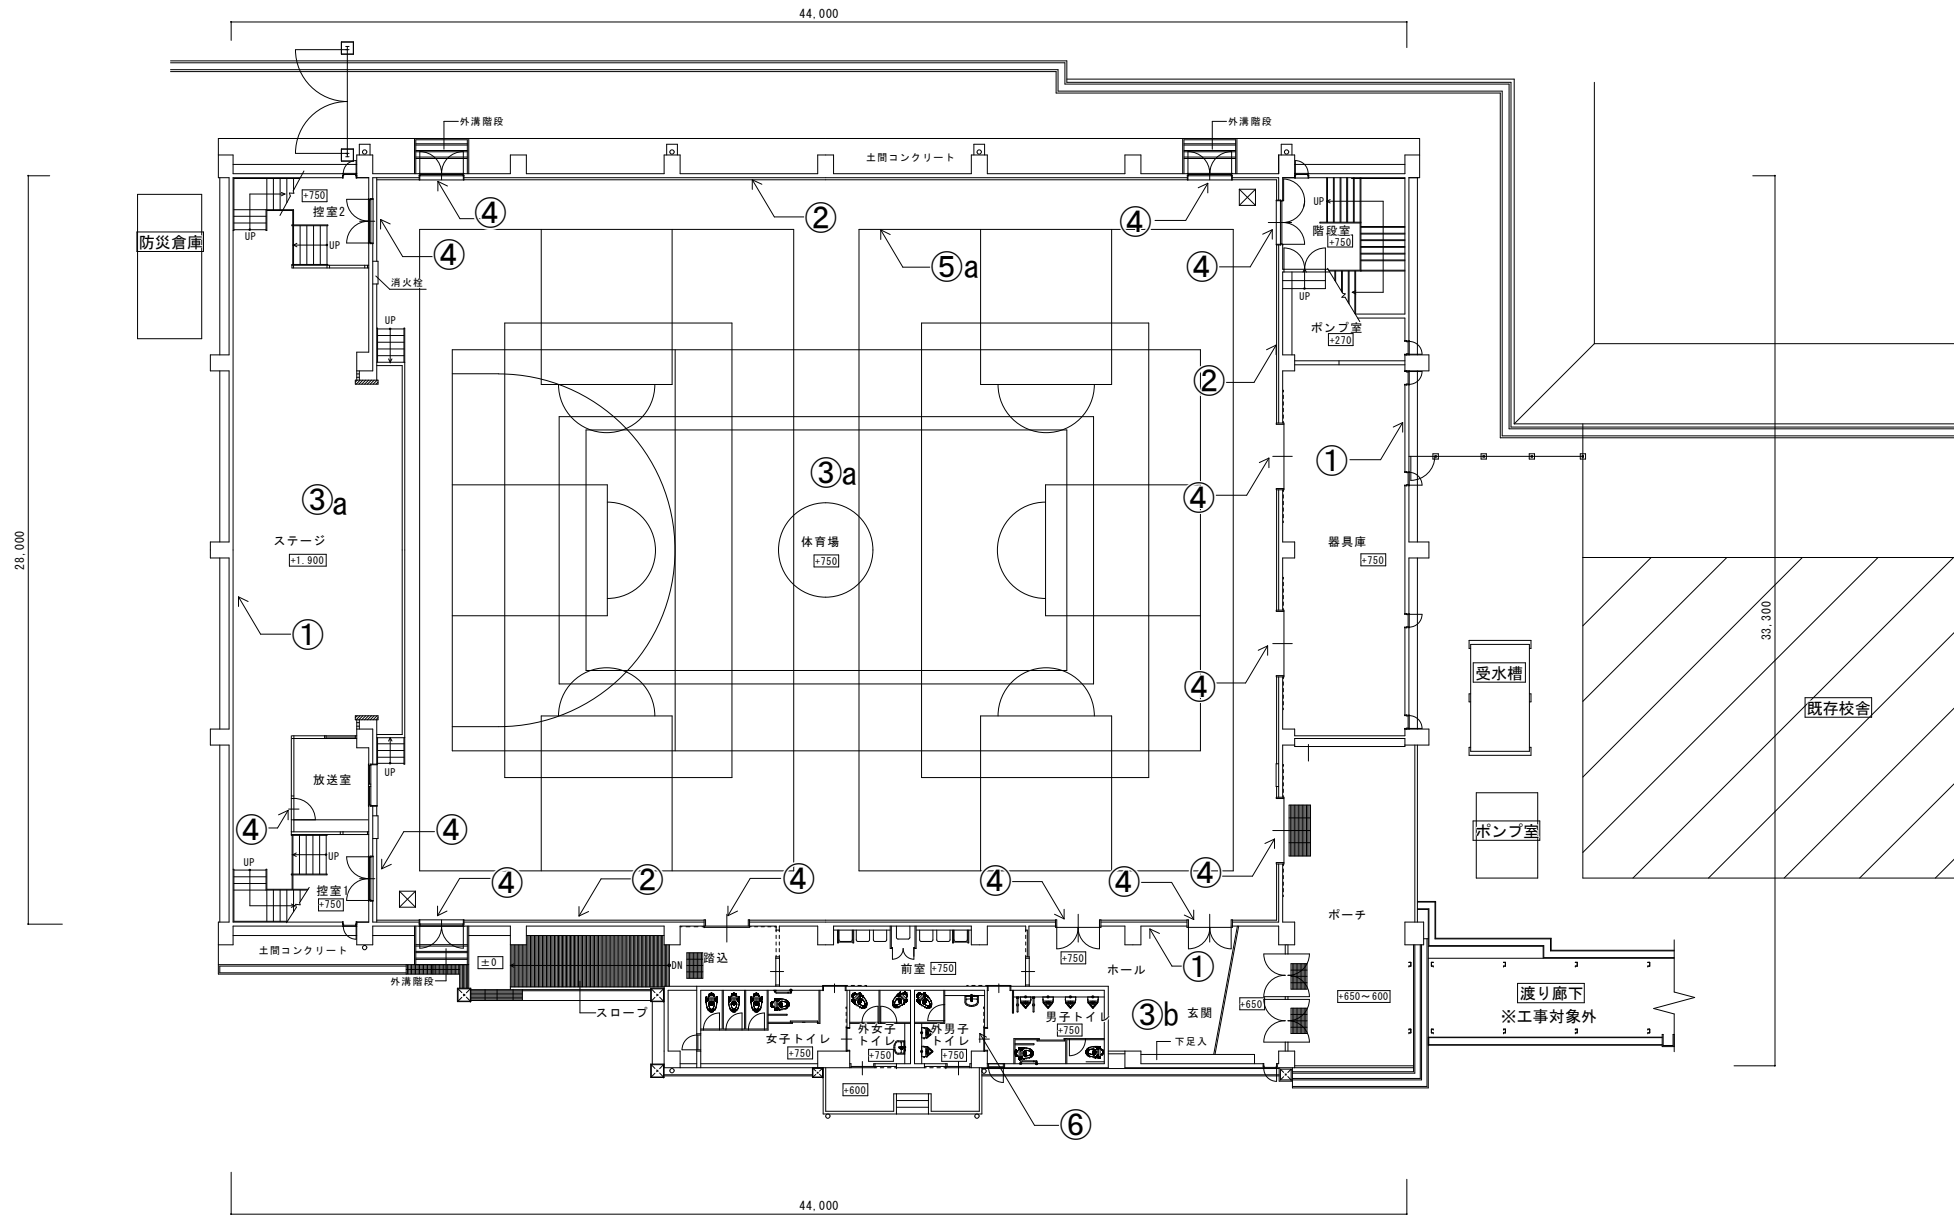 44,000
外溝階段
外溝階段
土間コンクリート
+750
控室2
UP
UP
防災倉庫
④
④
②
④
④
UP
階段室
+750
UP
消火栓
⑤a
ポンプ室
+270
UP
②
③a
ステージ
+1.900
③a
体育場
+750
④
①
器具庫
+750
28,000
33,300
①
④
受水槽
既存校舎
UP
放送室
④
④
UP
UP
控室1
+750
④
②
④
④
④
④
ポンプ室
ポーチ
土間コンクリート
外溝階段
±0
DN
踏込
スロープ
前室
+750
+750
ホール
①
+650
+650～600
渡り廊下
※工事対象外
女子トイレ
+750
外女子
トイレ
+750
外男子
トイレ
+750
男子トイレ
+750
③b
玄関
下足入
+600
⑥
44,000